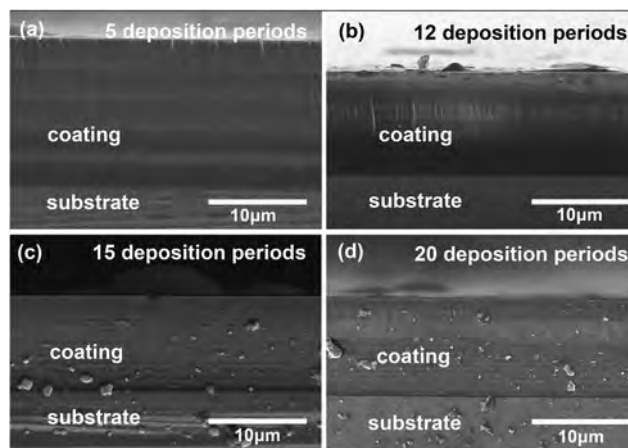 (a) 5 deposition periods
coating
substrate
10μm
(b) 12 deposition periods
coating
substrate
10μm
(c) 15 deposition periods
coating
substrate
10μm
(d) 20 deposition periods
coating
substrate
10μm